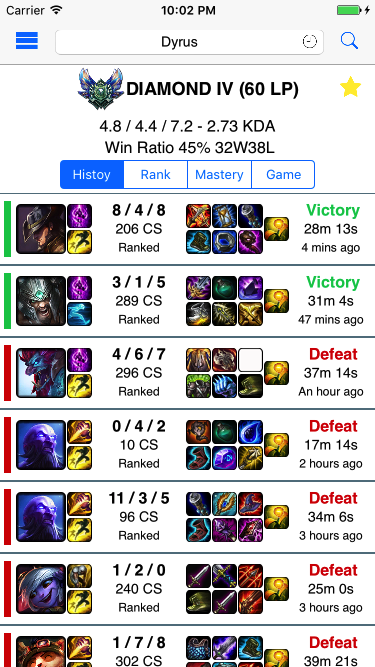 Carrier 10:02 PM
Dyrus
DIAMOND IV (60 LP)
4.8 / 4.4 / 7.2 - 2.73 KDA
Win Ratio 45% 32W38L
Histoy Rank Mastery Game
8 / 4 / 8 Victory
206 CS 28m 13s
Ranked 4 mins ago
3 / 1 / 5 Victory
289 CS 31m 4s
Ranked 47 mins ago
4 / 6 / 7 Defeat
296 CS 37m 14s
Ranked An hour ago
0 / 4 / 2 Defeat
10 CS 17m 14s
Ranked 2 hours ago
11 / 3 / 5 Defeat
96 CS 34m 6s
Ranked 3 hours ago
1 / 2 / 0 Defeat
240 CS 25m 0s
Ranked 3 hours ago
1 / 7 / 8 Defeat
302 CS 39m 21s